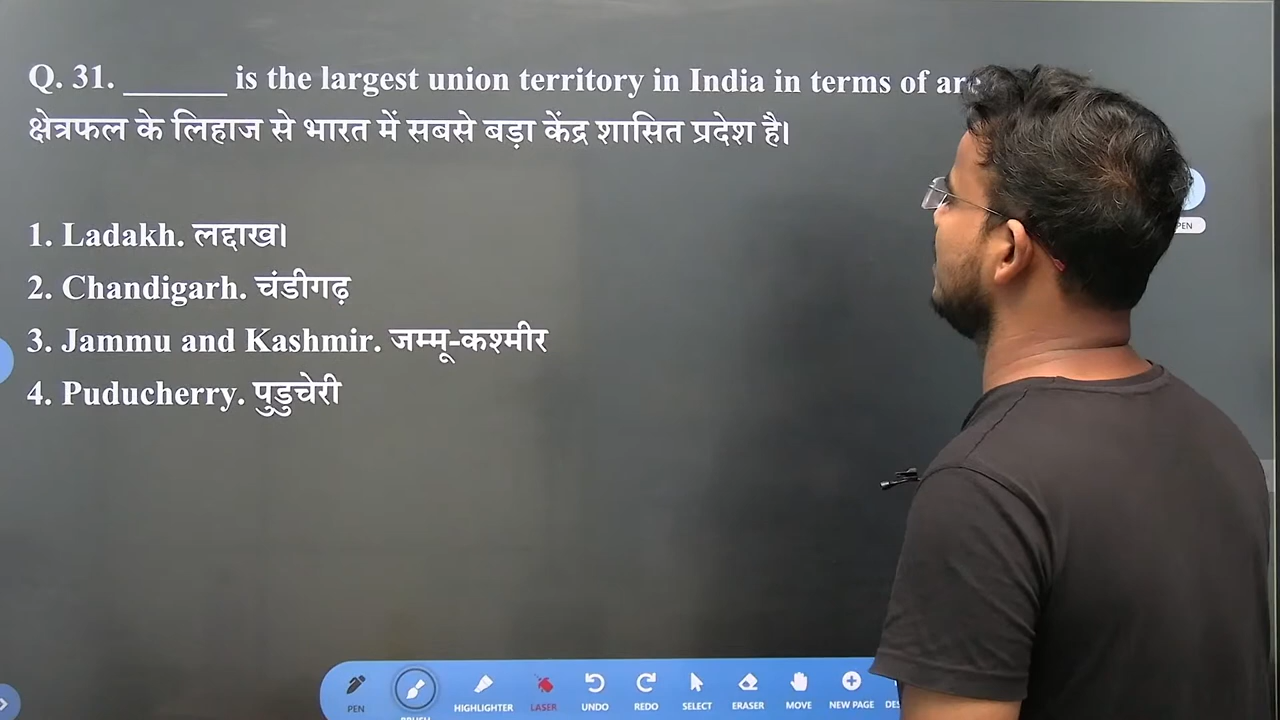 Q. 31. ______ is the largest union territory in India in terms of
क्षेत्रफल के लिहाज से भारत में सबसे बड़ा केंद्र शासित प्रदेश है।
1. Ladakh. लद्दाख।
2. Chandigarh. चंडीगढ़
3. Jammu and Kashmir. जम्मू-कश्मीर
4. Puducherry. पुडुचेरी
PEN
PEN
HIGHLIGHTER
LASER
UNDO
REDO
SELECT
ERASER
MOVE
NEW PAGE